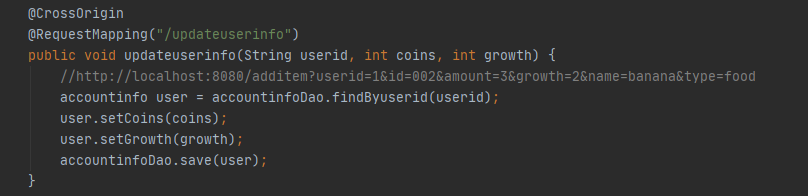 @CrossOrigin
@RequestMapping("/updateuserinfo")
public void updateuserinfo(String userid, int coins, int growth) {
//http://localhost:8080/additem?userid=1&id=002&amount=3&growth=2&name=banana&type=food
accountinfo user = accountinfoDao.findByuserid(userid);
user.setCoins(coins);
user.setGrowth(growth);
accountinfoDao.save(user);
}